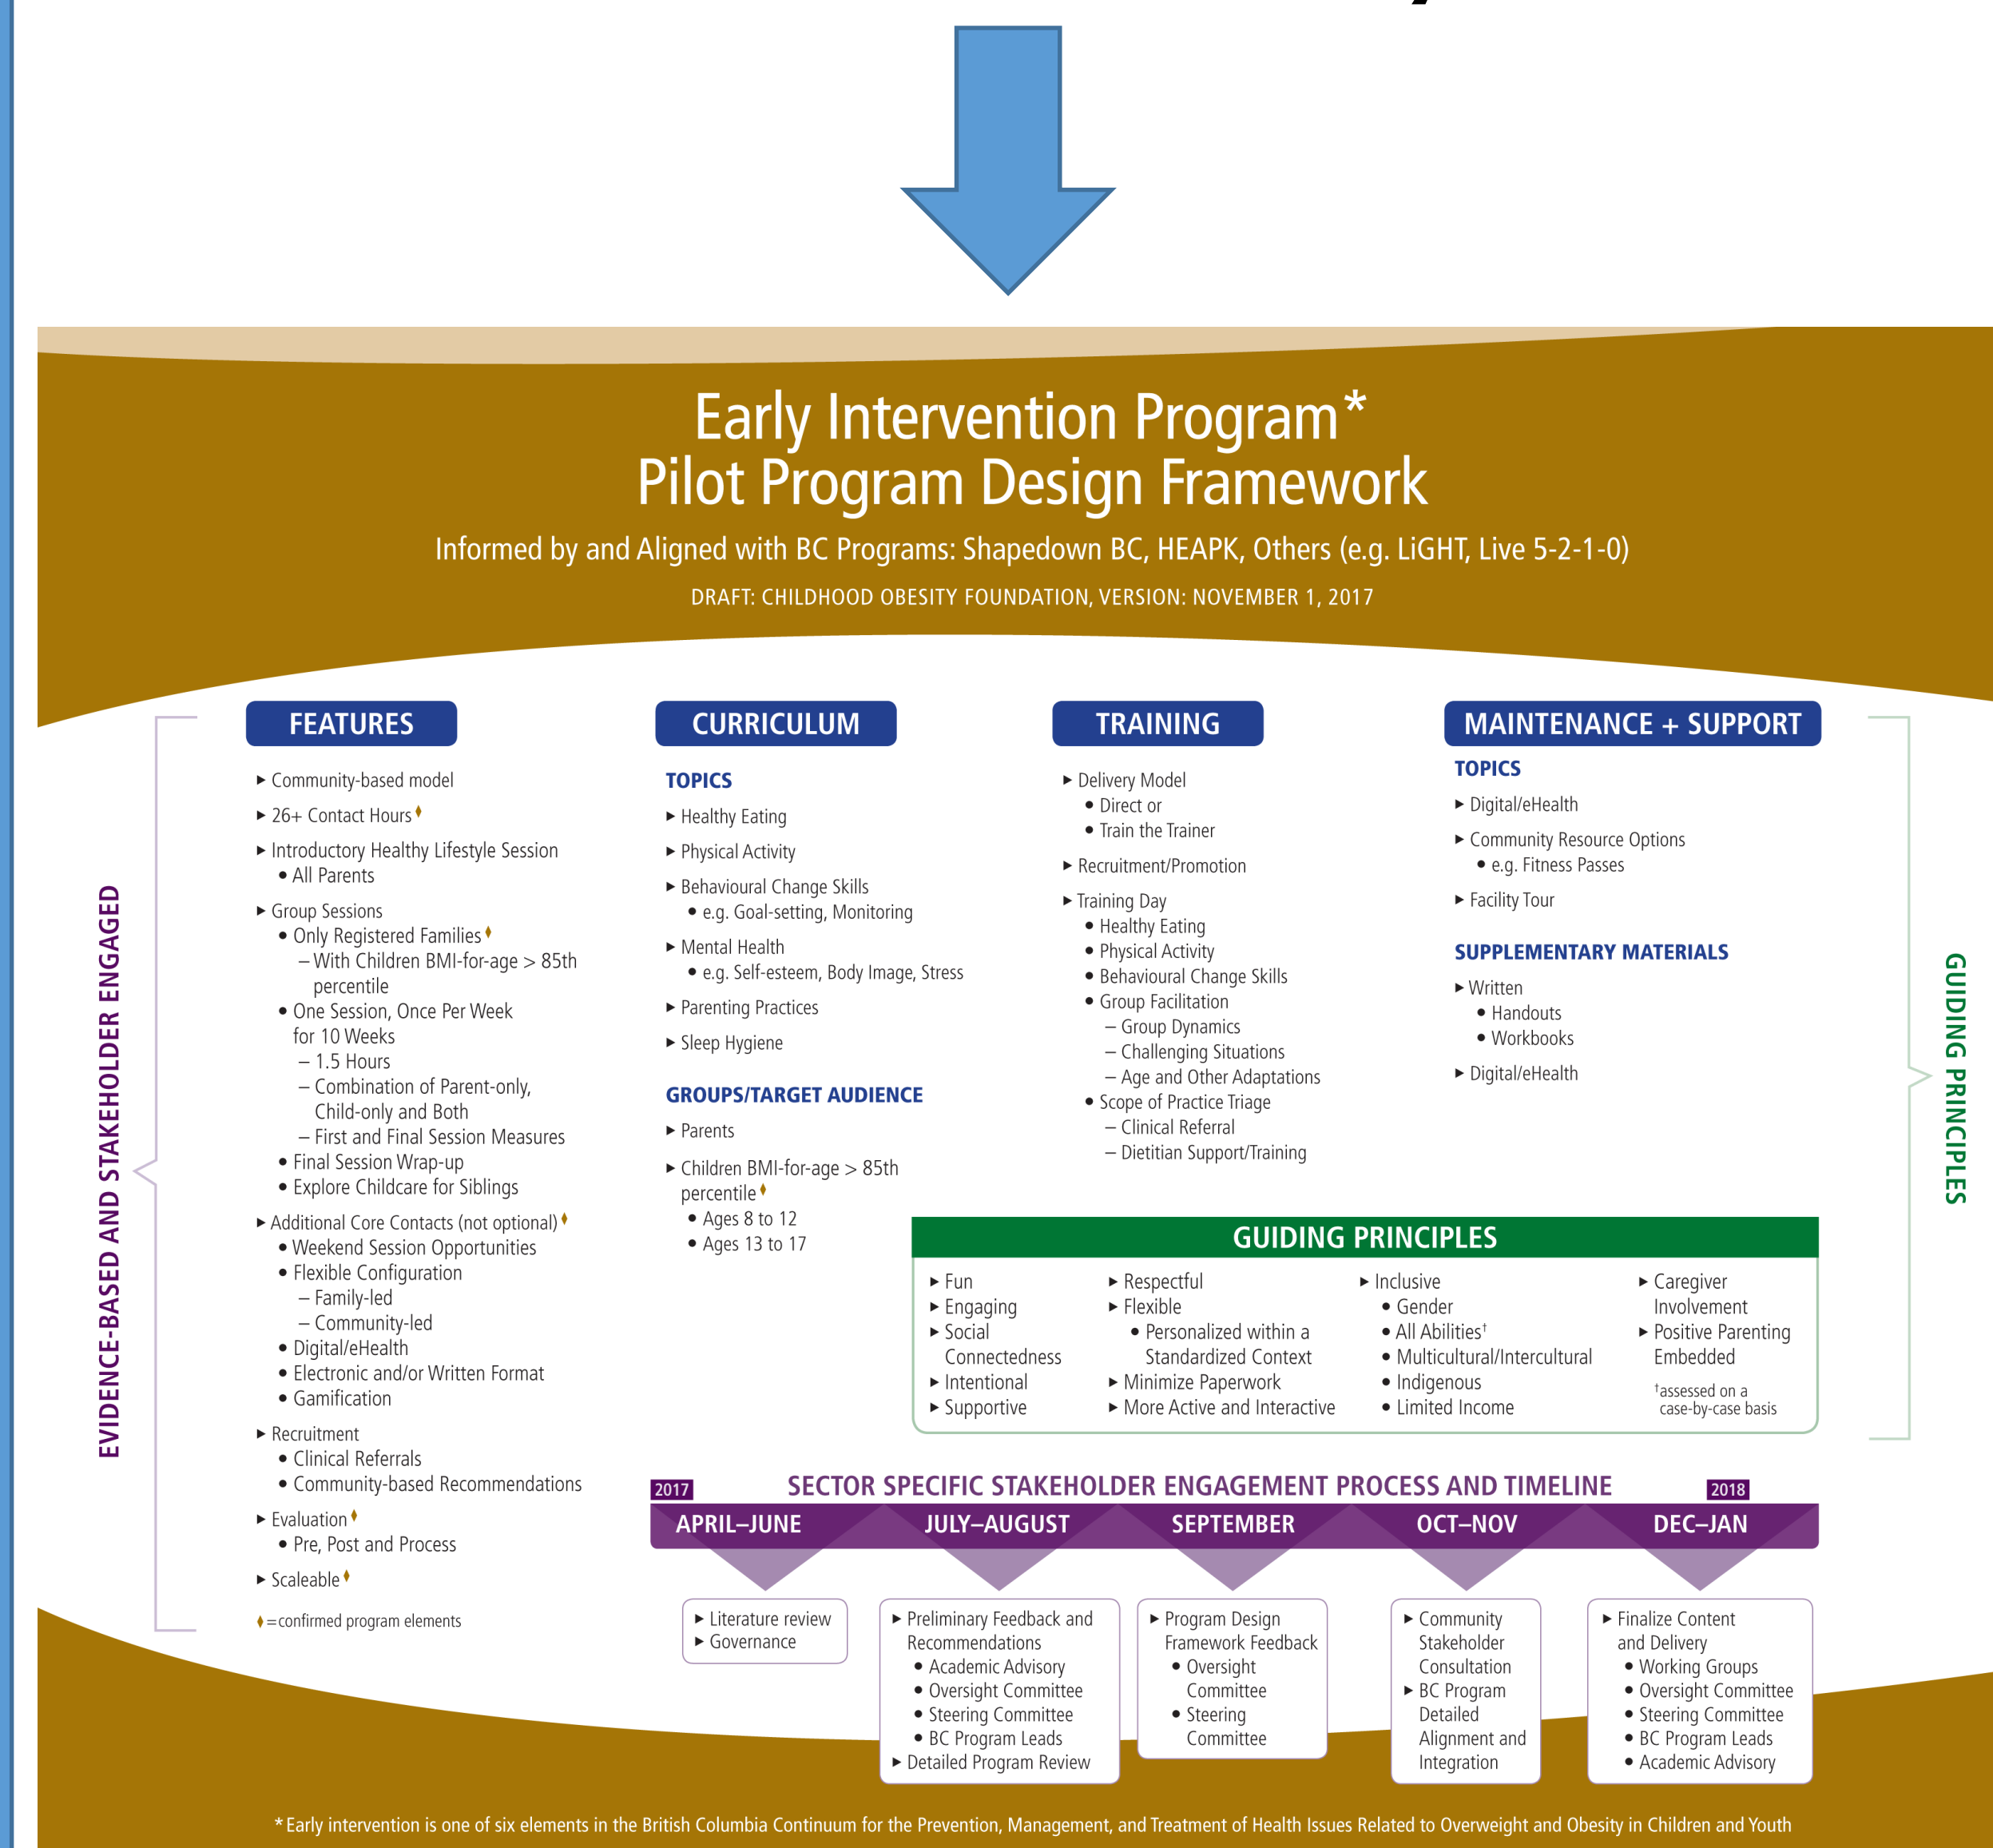 Early Intervention Program*
Pilot Program Design Framework
Informed by and Aligned with BC Programs: Shapedown BC, HEAPK, Others (e.g. LiGHT, Live 5-2-1-0)
DRAFT: CHILDHOOD OBESITY FOUNDATION, VERSION: NOVEMBER 1, 2017
EVIDENCE-BASED AND STAKEHOLDER ENGAGED
FEATURES
▶ Community-based model
▶ 26+ Contact Hours♦
▶ Introductory Healthy Lifestyle Session
• All Parents
▶ Group Sessions
• Only Registered Families♦
– With Children BMI-for-age > 85th
percentile
• One Session, Once Per Week
for 10 Weeks
– 1.5 Hours
– Combination of Parent-only,
Child-only and Both
– First and Final Session Measures
• Final Session Wrap-up
• Explore Childcare for Siblings
▶ Additional Core Contacts (not optional)♦
• Weekend Session Opportunities
• Flexible Configuration
– Family-led
– Community-led
• Digital/eHealth
• Electronic and/or Written Format
• Gamification
▶ Recruitment
• Clinical Referrals
• Community-based Recommendations
▶ Evaluation♦
• Pre, Post and Process
▶ Scaleable♦
♦=confirmed program elements
CURRICULUM
TOPICS
▶ Healthy Eating
▶ Physical Activity
▶ Behavioural Change Skills
• e.g. Goal-setting, Monitoring
▶ Mental Health
• e.g. Self-esteem, Body Image, Stress
▶ Parenting Practices
▶ Sleep Hygiene
GROUPS/TARGET AUDIENCE
▶ Parents
▶ Children BMI-for-age > 85th
percentile♦
• Ages 8 to 12
• Ages 13 to 17
TRAINING
▶ Delivery Model
• Direct or
• Train the Trainer
▶ Recruitment/Promotion
▶ Training Day
• Healthy Eating
• Physical Activity
• Behavioural Change Skills
• Group Facilitation
– Group Dynamics
– Challenging Situations
– Age and Other Adaptations
• Scope of Practice Triage
– Clinical Referral
– Dietitian Support/Training
MAINTENANCE + SUPPORT
TOPICS
▶ Digital/eHealth
▶ Community Resource Options
• e.g. Fitness Passes
▶ Facility Tour
SUPPLEMENTARY MATERIALS
▶ Written
• Handouts
• Workbooks
▶ Digital/eHealth
GUIDING PRINCIPLES
GUIDING PRINCIPLES
▶ Fun
▶ Engaging
▶ Social
Connectedness
▶ Intentional
▶ Supportive
▶ Respectful
▶ Flexible
• Personalized within a
Standardized Context
▶ Minimize Paperwork
▶ More Active and Interactive
▶ Inclusive
• Gender
• All Abilities†
• Multicultural/Intercultural
• Indigenous
• Limited Income
▶ Caregiver
Involvement
▶ Positive Parenting
Embedded
†assessed on a
case-by-case basis
2017
SECTOR SPECIFIC STAKEHOLDER ENGAGEMENT PROCESS AND TIMELINE
2018
APRIL–JUNE
▶ Literature review
▶ Governance
JULY–AUGUST
▶ Preliminary Feedback and
Recommendations
• Academic Advisory
• Oversight Committee
• Steering Committee
• BC Program Leads
▶ Detailed Program Review
SEPTEMBER
▶ Program Design
Framework Feedback
• Oversight
Committee
• Steering
Committee
OCT–NOV
▶ Community
Stakeholder
Consultation
▶ BC Program
Detailed
Alignment and
Integration
DEC–JAN
▶ Finalize Content
and Delivery
• Working Groups
• Oversight Committee
• Steering Committee
• BC Program Leads
• Academic Advisory
*Early intervention is one of six elements in the British Columbia Continuum for the Prevention, Management, and Treatment of Health Issues Related to Overweight and Obesity in Children and Youth